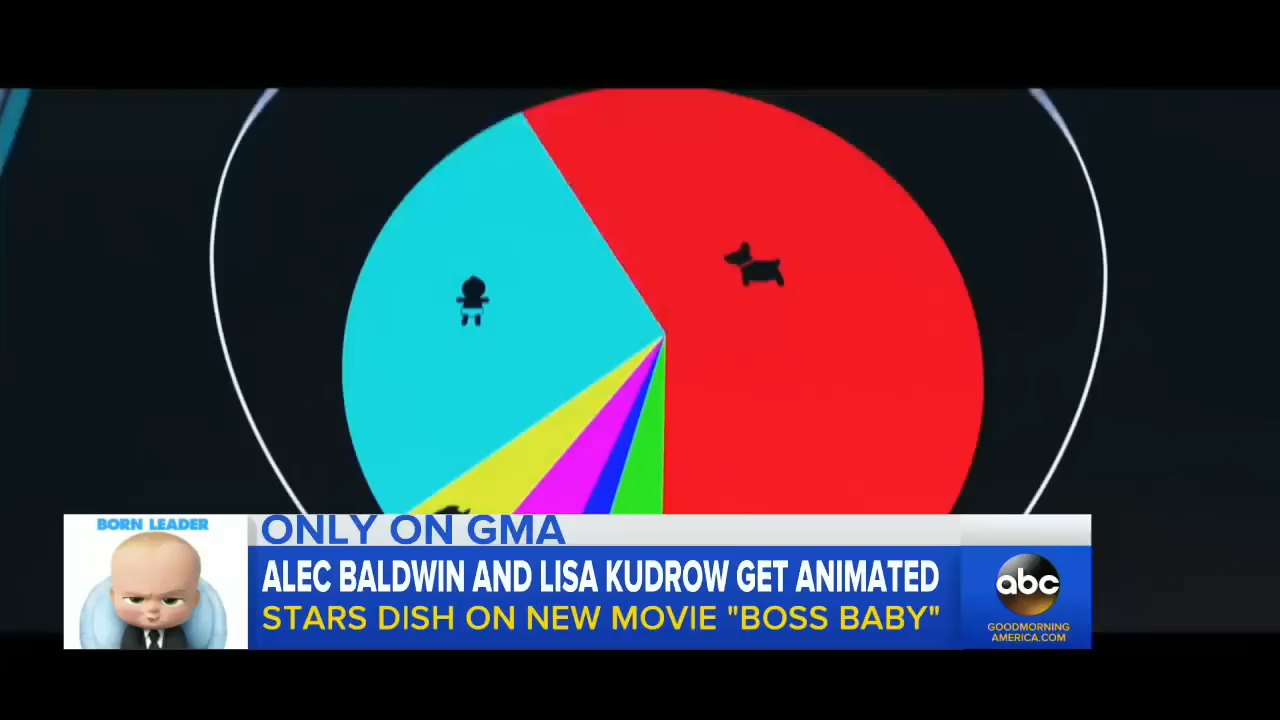 BORN LEADER
ONLY ON GMA
ALEC BALDWIN AND LISA KUDROW GET ANIMATED
STARS DISH ON NEW MOVIE "BOSS BABY"
abc
GOODMORNING
AMERICA.COM